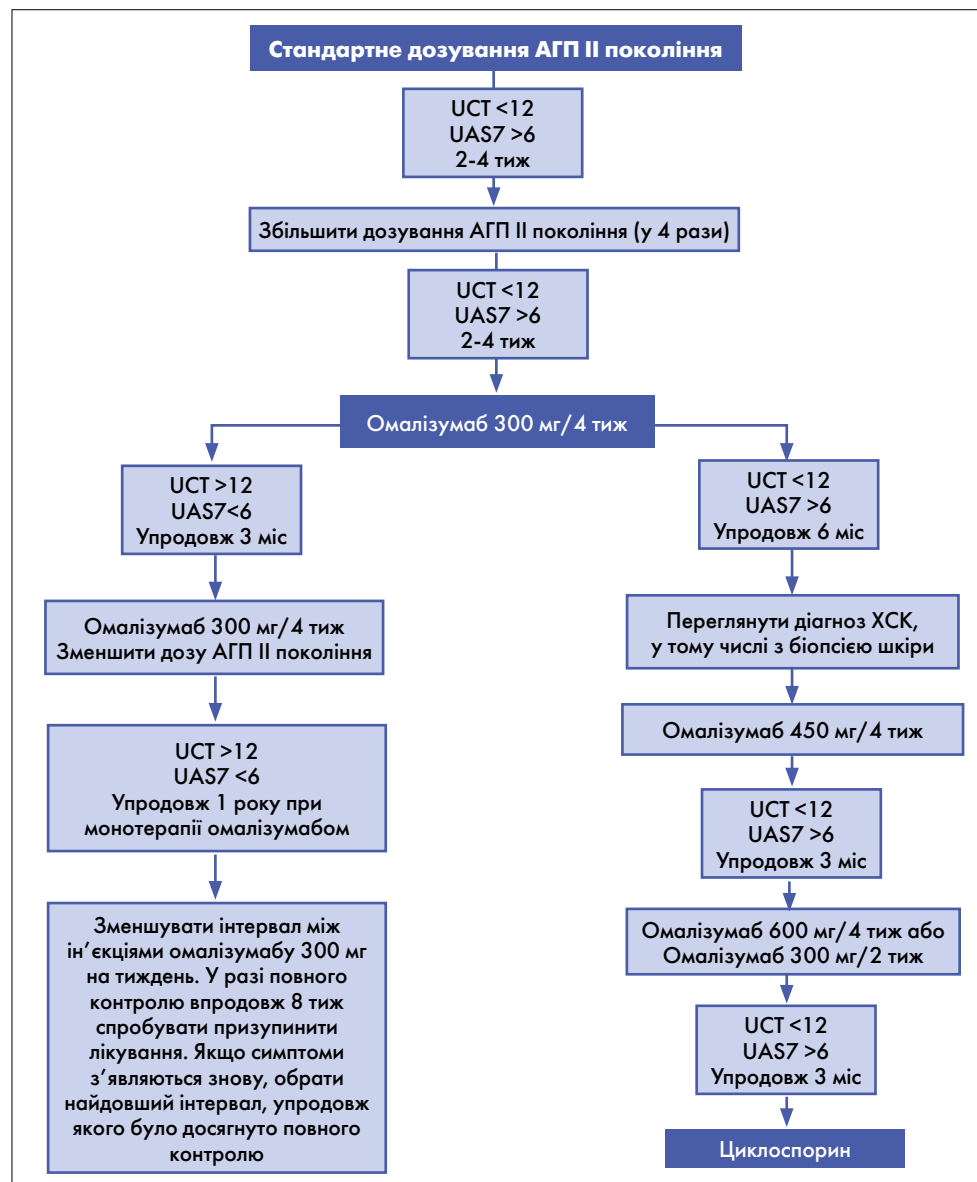 Стандартне дозування АГП II покоління
UCT <12
UAS7 >6
2-4 тиж
Збільшити дозування АГП II покоління (у 4 рази)
UCT <12
UAS7 >6
2-4 тиж
Омалізумаб 300 мг/4 тиж
UCT >12
UAS7<6
Упродовж 3 міс
Омалізумаб 300 мг/4 тиж
Зменшити дозу АГП II покоління
UCT >12
UAS7 <6
Упродовж 1 року при
монотерапії омалізумабом
Зменшувати інтервал між
ін’єкціями омалізумабу 300 мг
на тиждень. У разі повного
контролю впродовж 8 тиж
спробувати призупинити
лікування. Якщо симптоми
з’являються знову, обрати
найдовший інтервал, упродовж
якого було досягнуто повного
контролю
UCT <12
UAS7 >6
Упродовж 6 міс
Переглянути діагноз ХСК,
у тому числі з біопсією шкіри
Омалізумаб 450 мг/4 тиж
UCT <12
UAS7 >6
Упродовж 3 міс
Омалізумаб 600 мг/4 тиж або
Омалізумаб 300 мг/2 тиж
UCT <12
UAS7 >6
Упродовж 3 міс
Циклоспорин